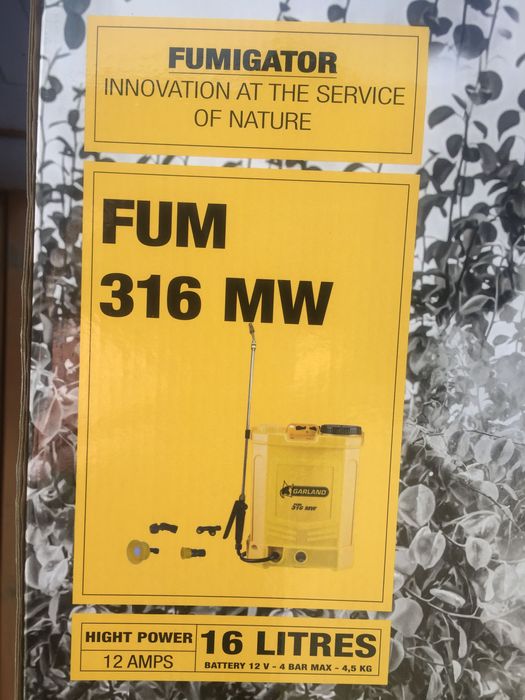 FUMIGATOR
INNOVATION AT THE SERVICE
OF NATURE
FUM
316 MW
GARLAND
FUM
316 MW
HIGHT POWER
12 AMPS
16 LITRES
BATTERY 12 V - 4 BAR MAX - 4,5 KG